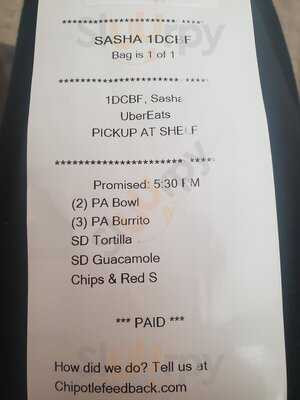 ****************************
SASHA 1DCBF
Bag is 1 of 1
****************************
1DCBF, Sasha
UberEats
PICKUP AT SHELF
****************************
Promised: 5:30 PM
(2) PA Bowl
(3) PA Burrito
SD Tortilla
SD Guacamole
Chips & Red S
*** PAID ***
How did we do? Tell us at
Chipotlefeedback.com